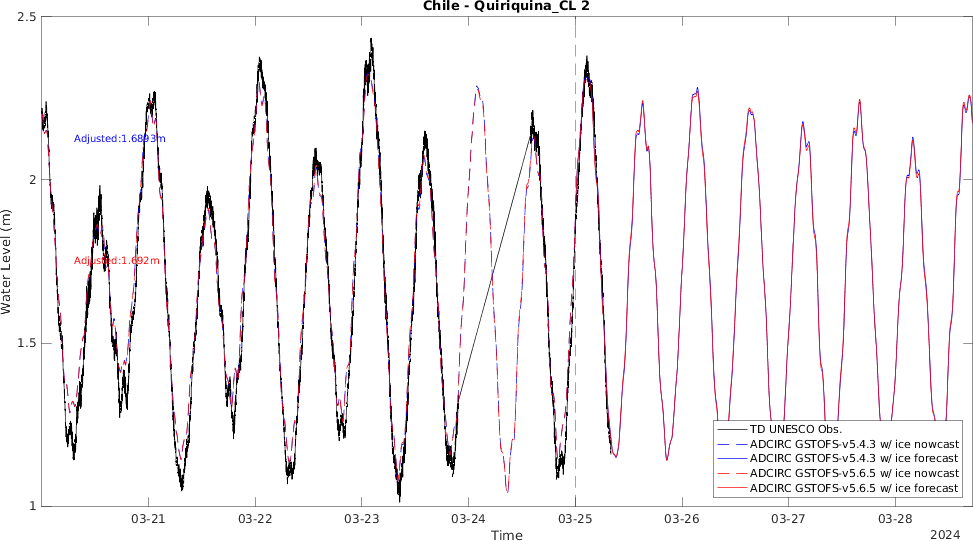 Chile - Quiriquina_CL 2
2.5
2
1.5
1
Water Level (m)
Adjusted:1.6893m
Adjusted:1.692m
TD UNESCO Obs.
ADCIRC GSTOFS-v5.4.3 w/ ice nowcast
ADCIRC GSTOFS-v5.4.3 w/ ice forecast
ADCIRC GSTOFS-v5.6.5 w/ ice nowcast
ADCIRC GSTOFS-v5.6.5 w/ ice forecast
03-21 03-22 03-23 03-24 03-25 03-26 03-27 03-28
Time
2024